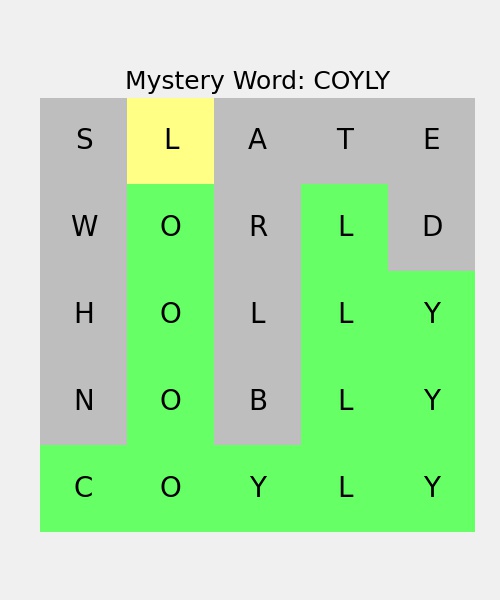 Mystery Word: COYLY
S L A T E
W O R L D
H O L L Y
N O B L Y
C O Y L Y